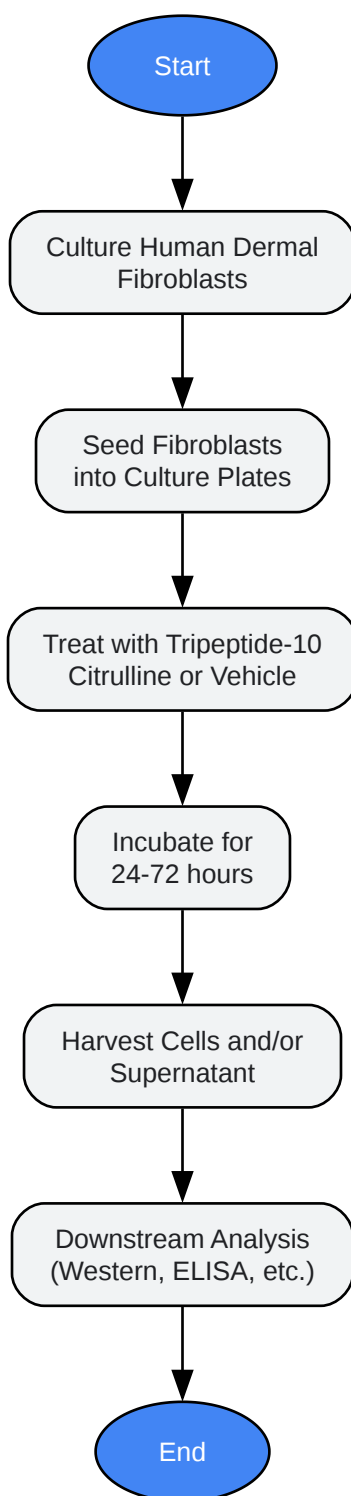 Start
Culture Human Dermal
Fibroblasts
Seed Fibroblasts
into Culture Plates
Treat with Tripeptide-10
Citrulline or Vehicle
Incubate for
24-72 hours
Harvest Cells and/or
Supernatant
Downstream Analysis
(Western, ELISA, etc.)
End